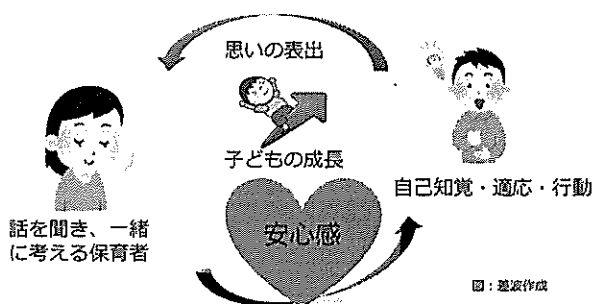 思いの表出
子どもの成長
安心感
話を聞き、一緒
に考える保育者
自己知覚・適応・行動
図：難波作成